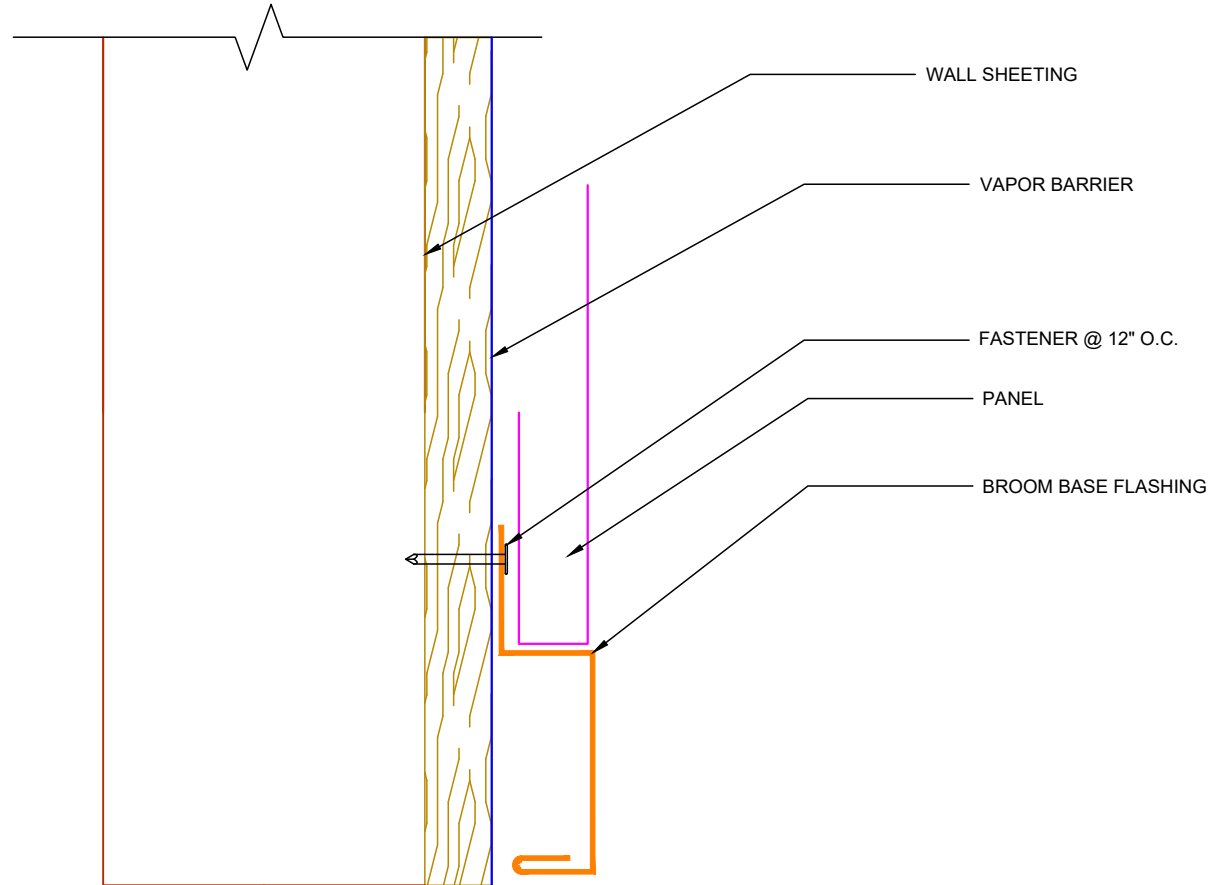 WALL SHEETING
VAPOR BARRIER
FASTENER @ 12" O.C.
PANEL
BROOM BASE FLASHING